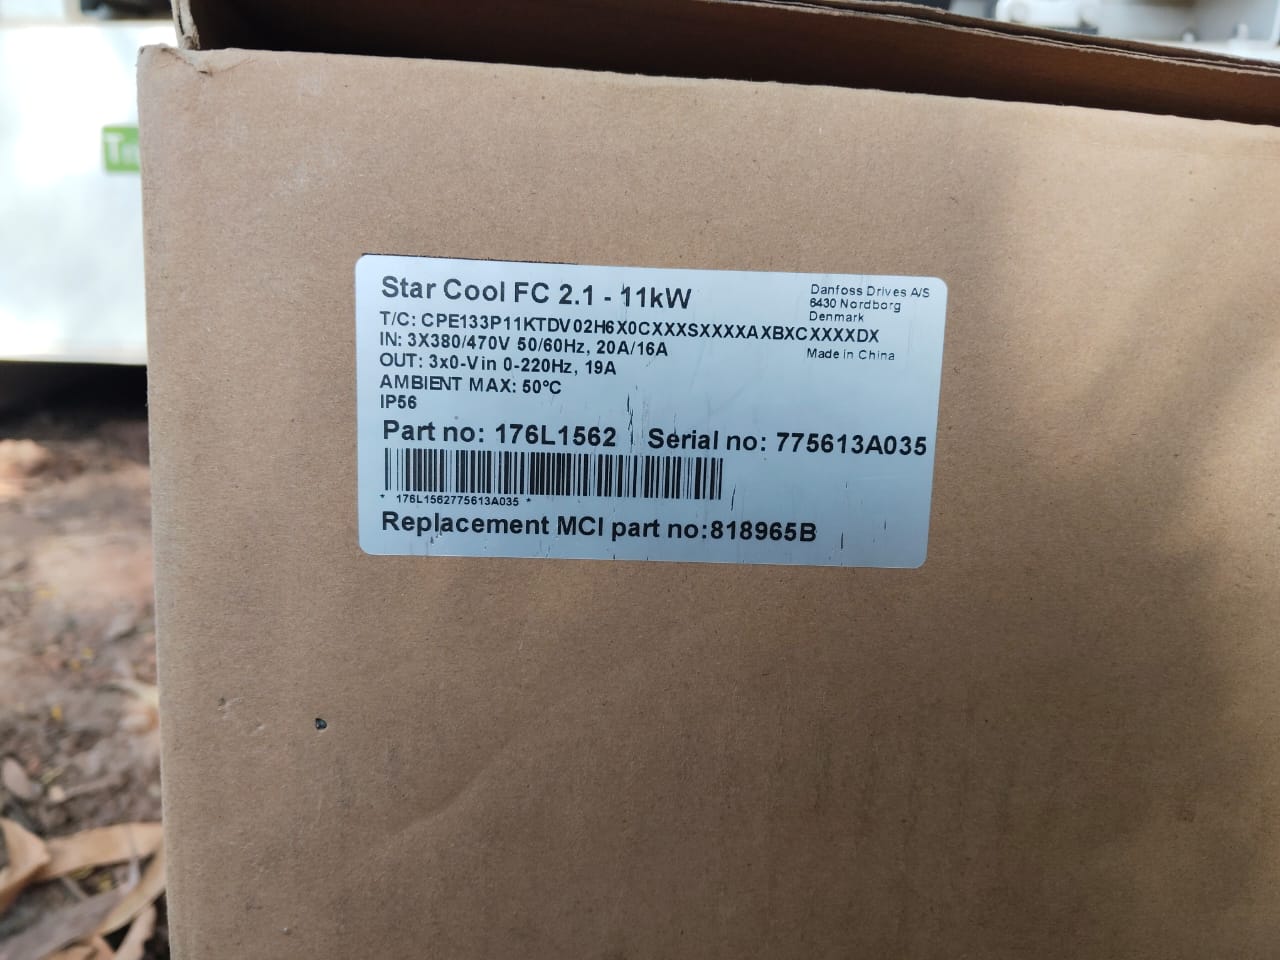 Star Cool FC 2.1 - 11kW
Danfoss Drives A/S
6430 Nordborg
Denmark
T/C: CPE133P11KTDV02H6X0CXXXSXXXXAXBXCXXXXDX
IN: 3X380/470V 50/60Hz, 20A/16A
Made in China
OUT: 3x0-Vin 0-220Hz, 19A
AMBIENT MAX: 50°C
IP56
Part no: 176L1562 Serial no: 775613A035
* 176L1562775613A035 *
Replacement MCI part no:818965B